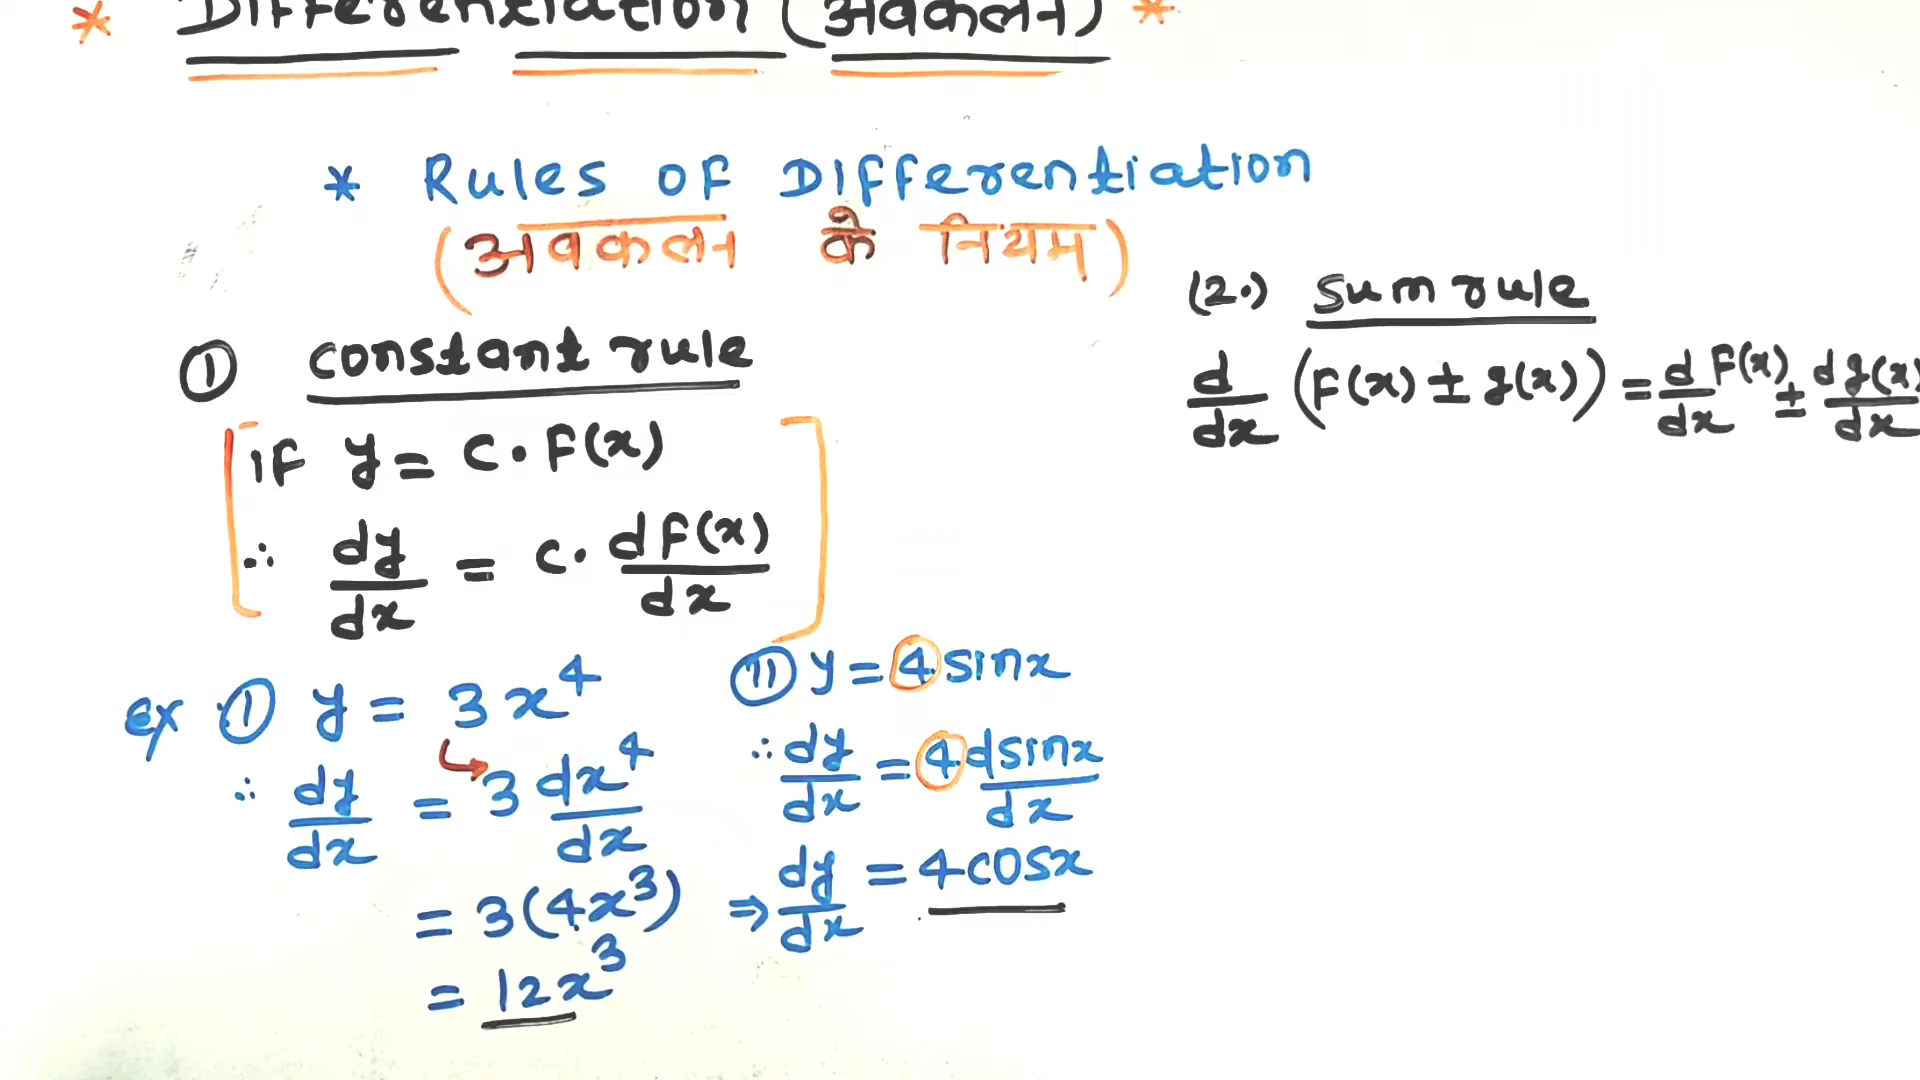 * Differentiation (अवकलन) *
* Rules of Differentiation
(अवकलन के नियम)
① constant rule
if y = c · F(x)
∴ dy/dx = c · dF(x)/dx
ex ① y = 3x⁴
∴ dy/dx = 3 dx⁴/dx
= 3(4x³)
= 12x³
(II) y = 4 sinx
∴ dy/dx = 4 dsinx/dx
⇒ dy/dx = 4 cosx
(2.) sum rule
d/dx (F(x) ± g(x)) = d/dx F(x) ± dg(x)/dx